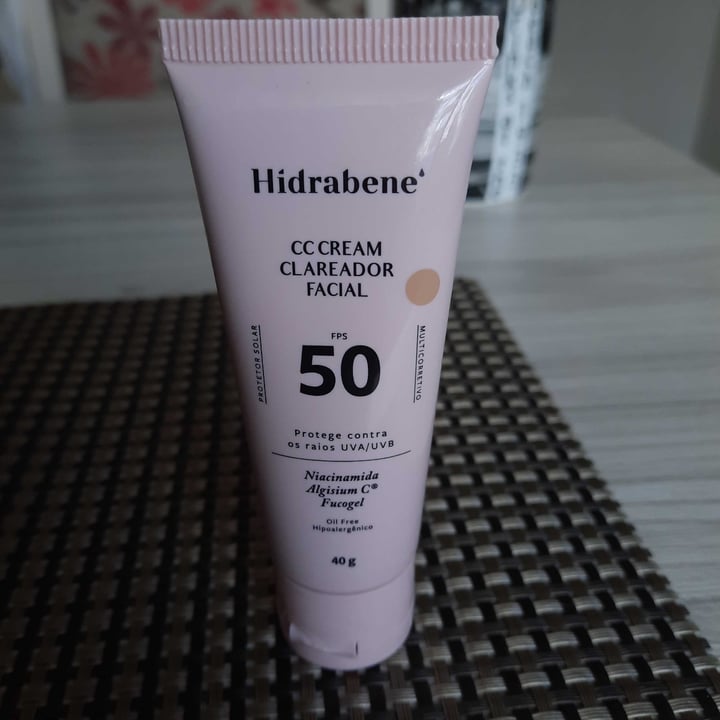 Hidrabene
CC CREAM
CLAREADOR
FACIAL
FPS
50
PROTETOR SOLAR
MULTICORRETIVO
Protege contra
os raios UVA/UVB
Niacinamida
Algisium C®
Fucogel
Oil Free
Hipoalergênico
40 g